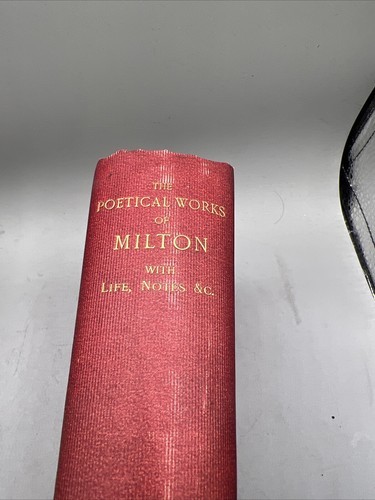 THE
POETICAL WORKS
OF
MILTON
WITH
LIFE, NOTES &C.